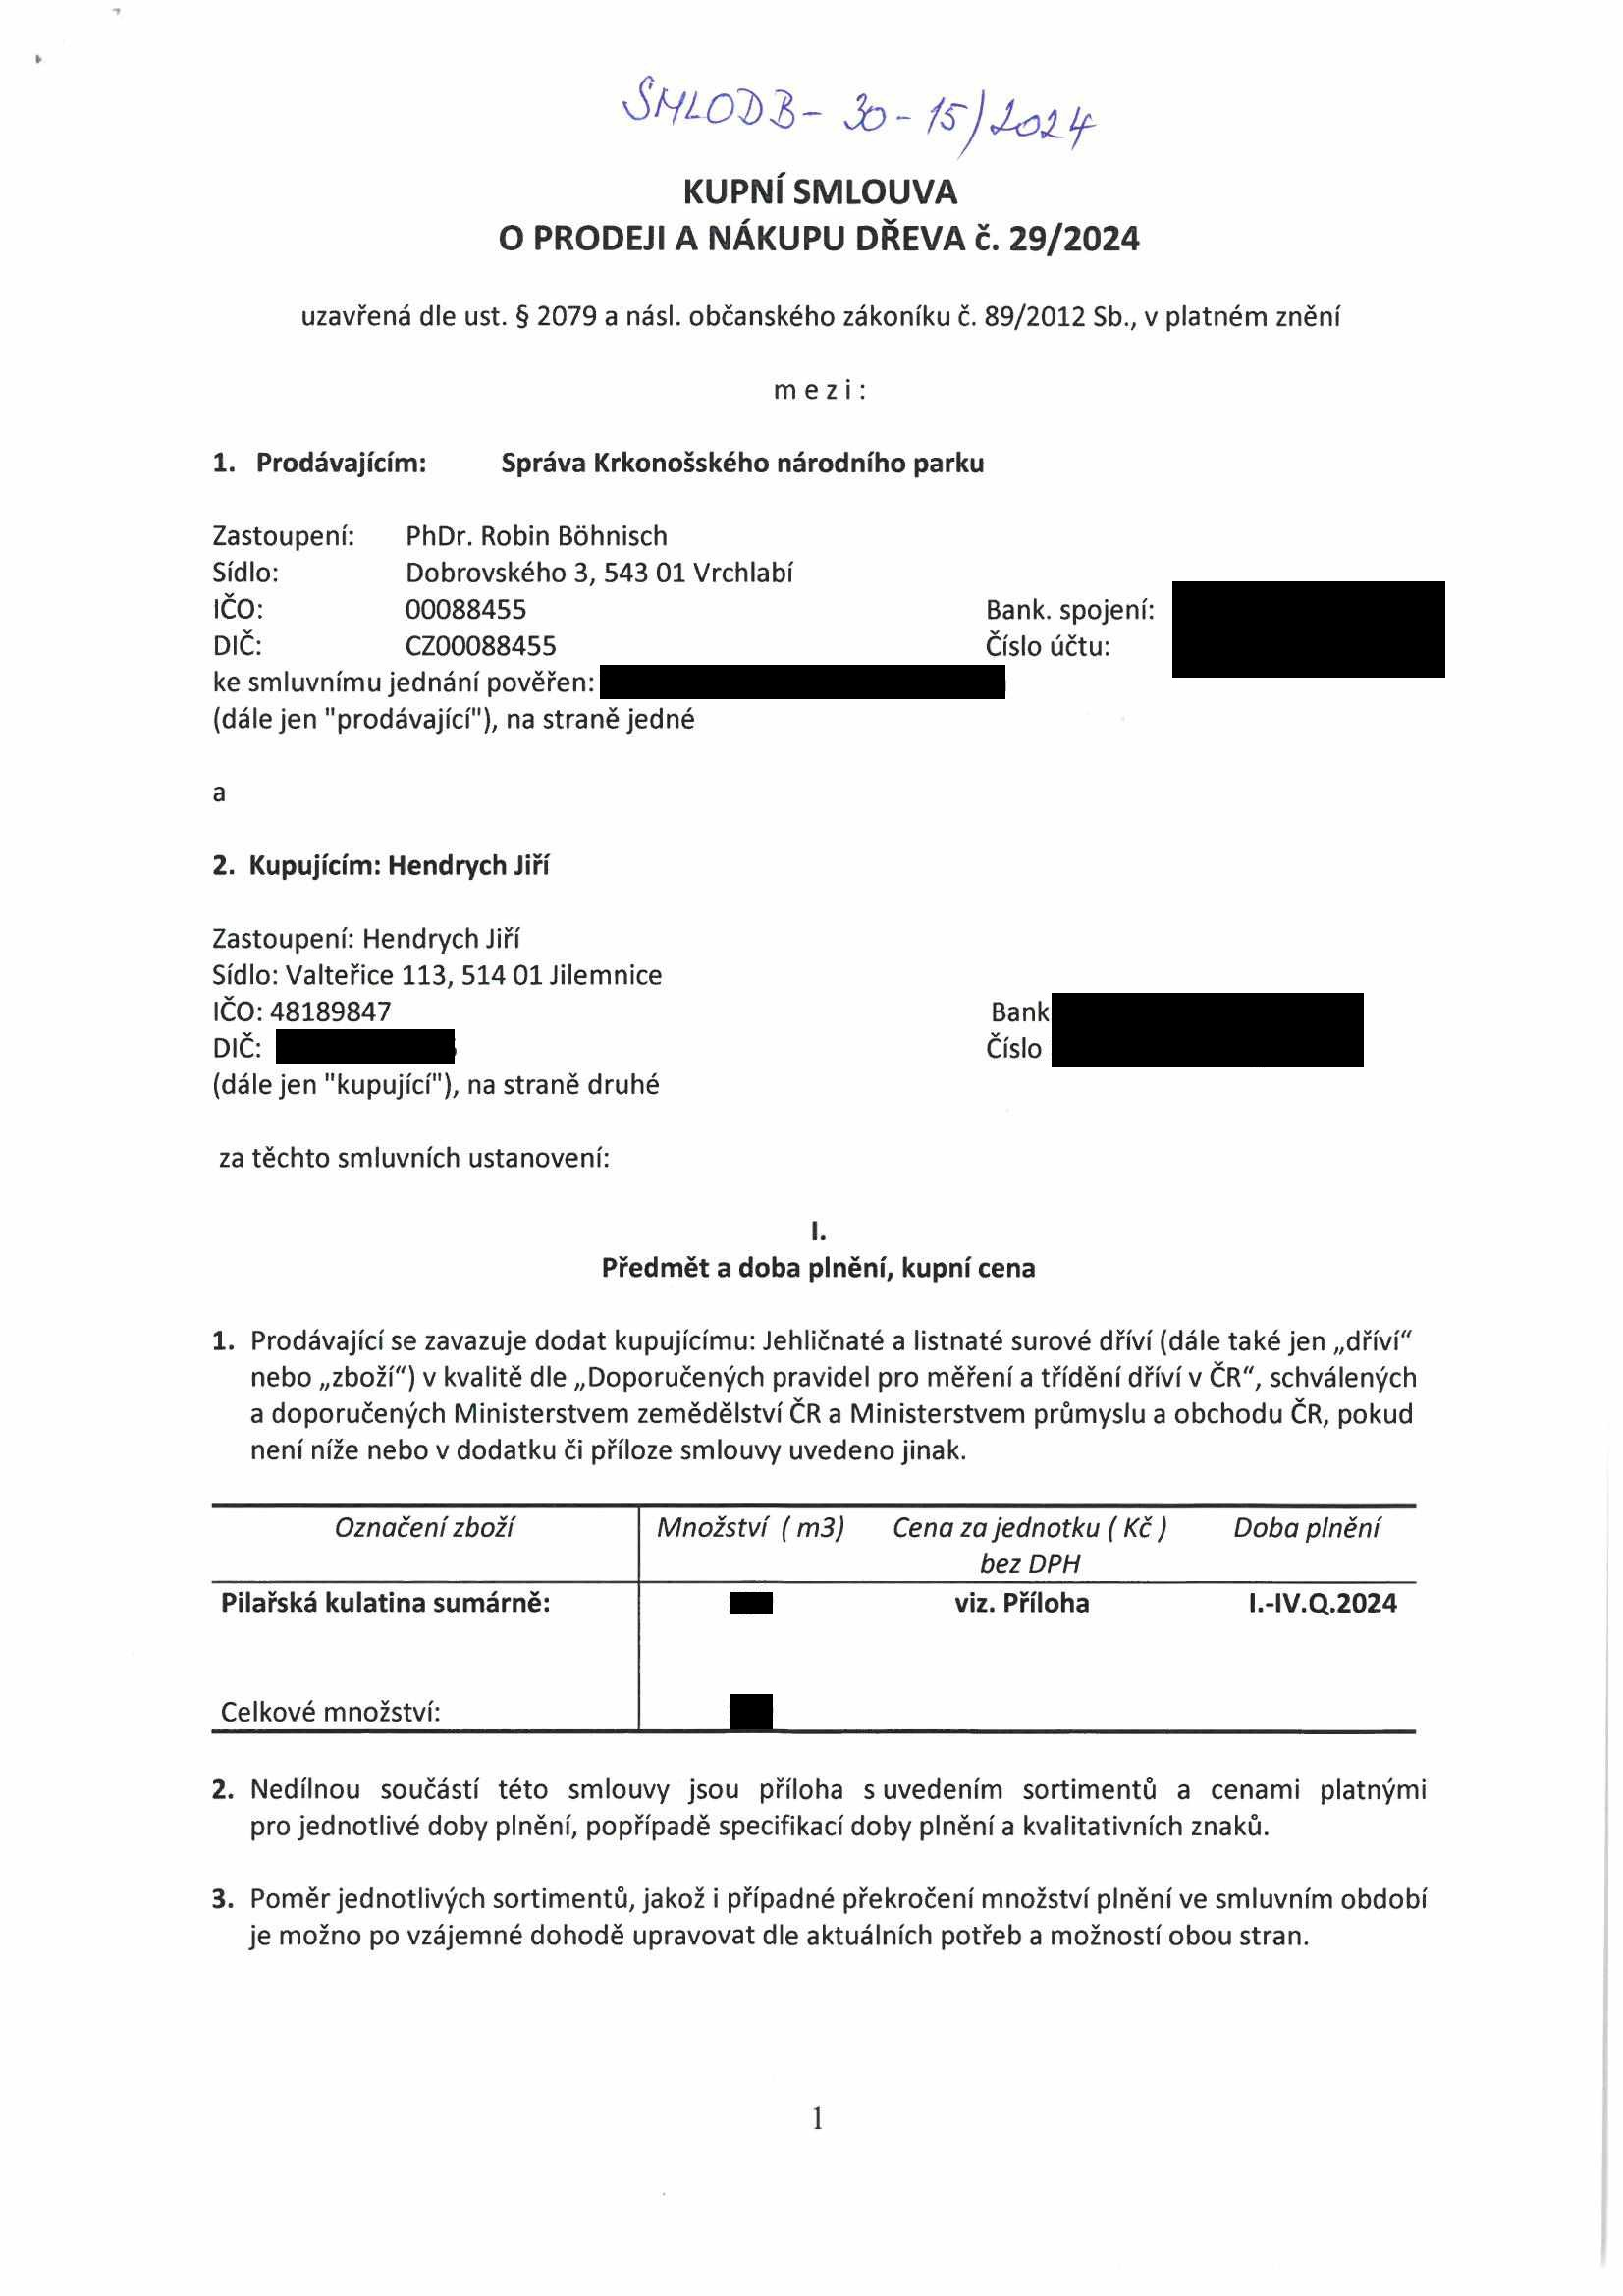 SMLODB-30-15/2024
KUPNÍ SMLOUVA
O PRODEJI A NÁKUPU DŘEVA č. 29/2024
uzavřená dle ust. § 2079 a násl. občanského zákoníku č. 89/2012 Sb., v platném znění
m e z i :
1. Prodávajícím: Správa Krkonošského národního parku
Zastoupení: PhDr. Robin Böhnisch
Sídlo: Dobrovského 3, 543 01 Vrchlabí
IČO: 00088455 Bank. spojení:
DIČ: CZ00088455 Číslo účtu:
ke smluvnímu jednání pověřen:
(dále jen "prodávající"), na straně jedné
a
2. Kupujícím: Hendrych Jiří
Zastoupení: Hendrych Jiří
Sídlo: Valteřice 113, 514 01 Jilemnice
IČO: 48189847 Bank
DIČ: Číslo
(dále jen "kupující"), na straně druhé
za těchto smluvních ustanovení:
I.
Předmět a doba plnění, kupní cena
1. Prodávající se zavazuje dodat kupujícímu: Jehličnaté a listnaté surové dříví (dále také jen „dříví“
nebo „zboží“) v kvalitě dle „Doporučených pravidel pro měření a třídění dříví v ČR“, schválených
a doporučených Ministerstvem zemědělství ČR a Ministerstvem průmyslu a obchodu ČR, pokud
není níže nebo v dodatku či příloze smlouvy uvedeno jinak.
Označení zboží Množství ( m3) Cena za jednotku ( Kč ) Doba plnění
bez DPH
Pilařská kulatina sumárně: viz. Příloha I.-IV.Q.2024
Celkové množství:
2. Nedílnou součástí této smlouvy jsou příloha s uvedením sortimentů a cenami platnými
pro jednotlivé doby plnění, popřípadě specifikací doby plnění a kvalitativních znaků.
3. Poměr jednotlivých sortimentů, jakož i případné překročení množství plnění ve smluvním období
je možno po vzájemné dohodě upravovat dle aktuálních potřeb a možností obou stran.
1